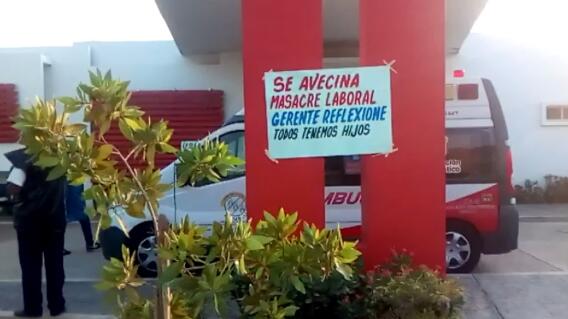 SE AVECINA
MASACRE LABORAL
GERENTE REFLEXIONE
TODOS TENEMOS HIJOS